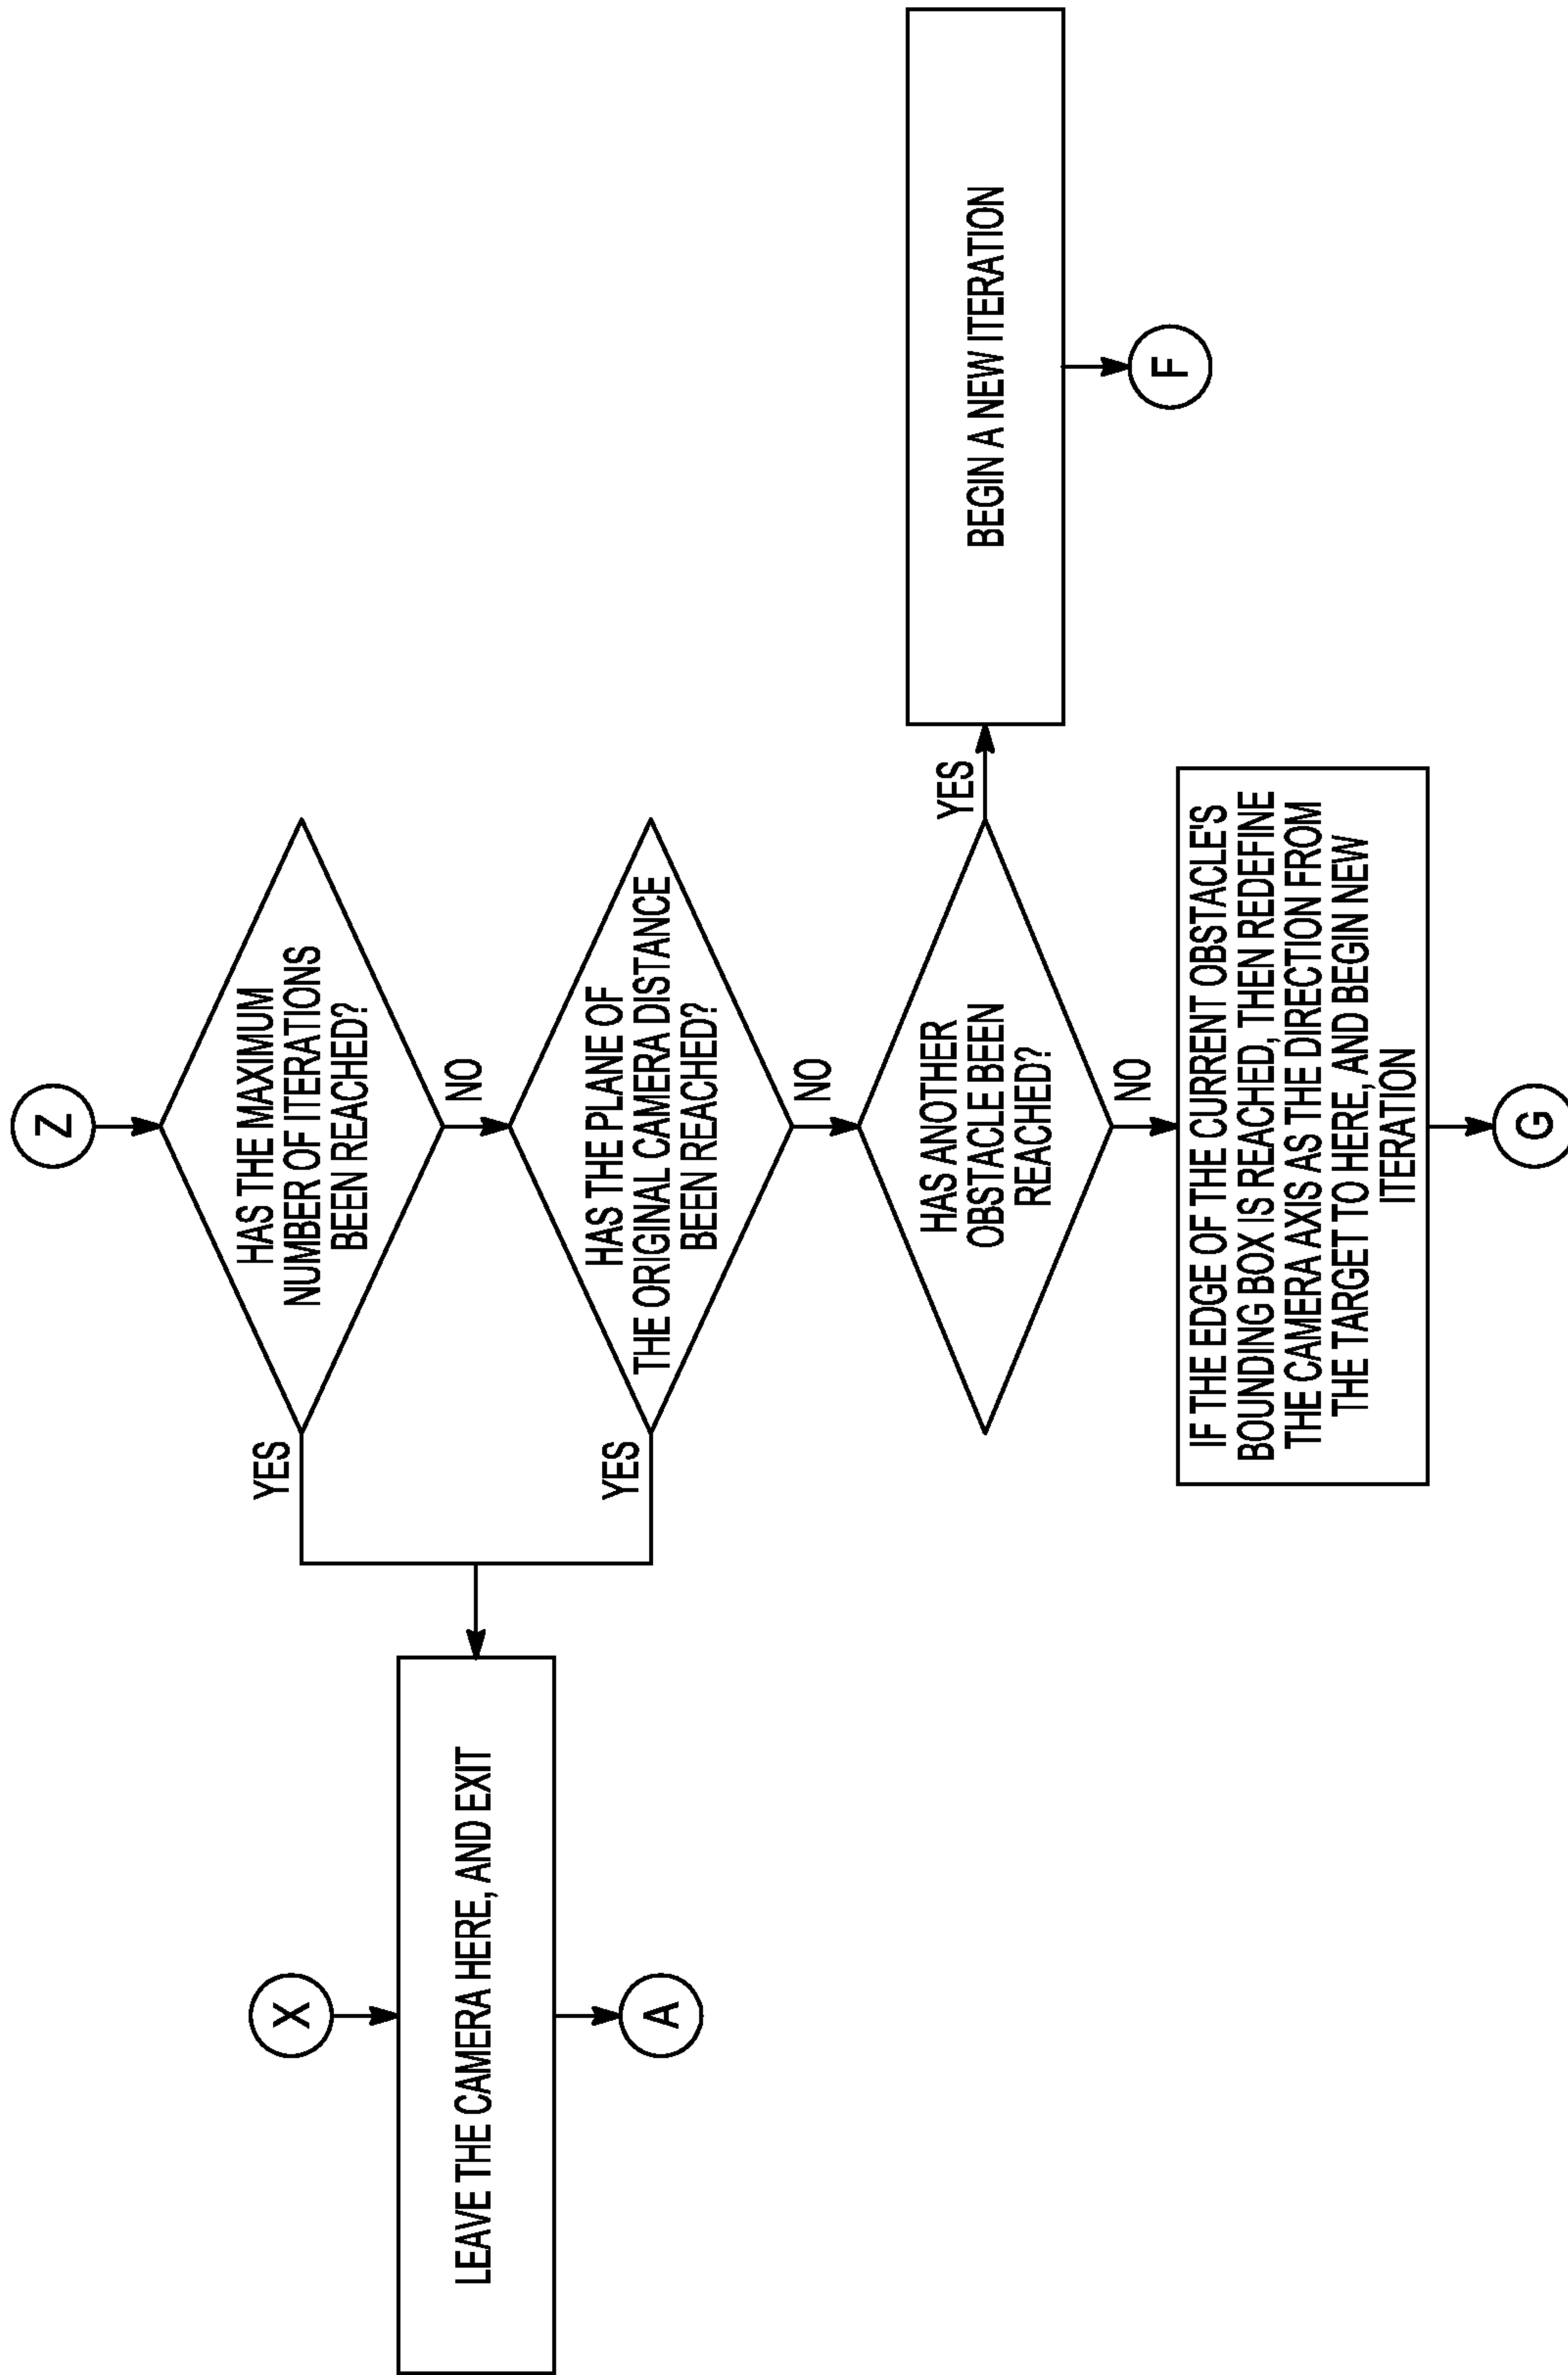 Z
HAS THE MAXIMUM
NUMBER OF ITTERATIONS
BEEN REACHED?
YES
NO
HAS THE PLANE OF
THE ORIGINAL CAMERA DISTANCE
BEEN REACHED?
YES
NO
X
LEAVE THE CAMERA HERE, AND EXIT
A
HAS ANOTHER
OBSTACLE BEEN
REACHED?
YES
NO
BEGIN A NEW ITERATION
F
IF THE EDGE OF THE CURRENT OBSTACLE'S
BOUNDING BOX IS REACHED, THEN REDEFINE
THE CAMERA AXIS AS THE DIRECTION FROM
THE TARGET TO HERE, AND BEGIN NEW
ITERATION
G